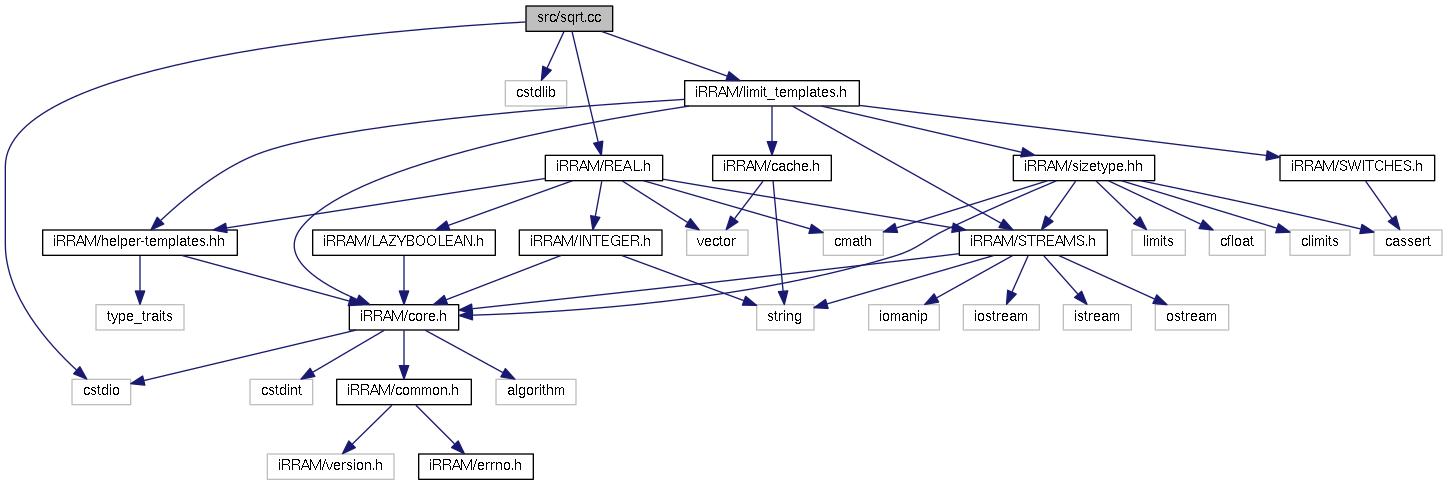 src/sqrt.cc
cstdlib
iRRAM/limit_templates.h
iRRAM/REAL.h
iRRAM/cache.h
iRRAM/sizetype.hh
iRRAM/SWITCHES.h
iRRAM/helper-templates.hh
iRRAM/LAZYBOOLEAN.h
iRRAM/INTEGER.h
vector
cmath
iRRAM/STREAMS.h
limits
cfloat
climits
cassert
type_traits
iRRAM/core.h
string
iomanip
iostream
istream
ostream
cstdio
cstdint
iRRAM/common.h
algorithm
iRRAM/version.h
iRRAM/errno.h